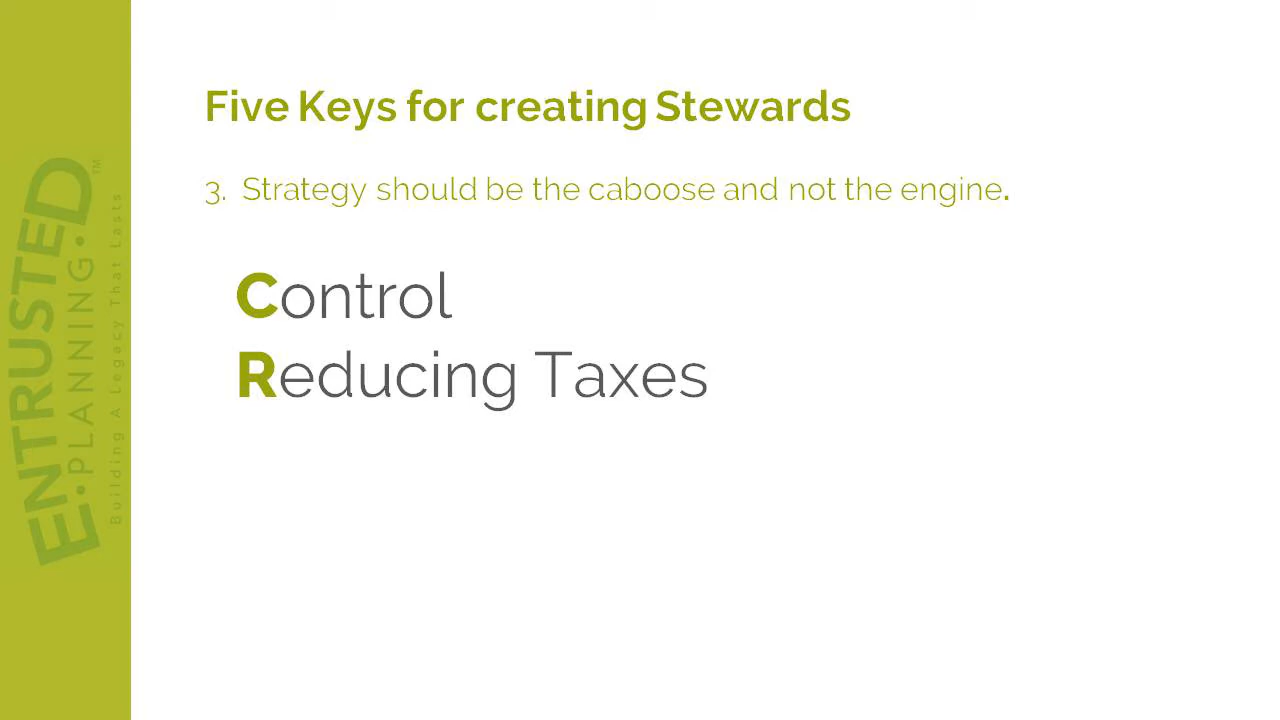 Five Keys for creating Stewards
3. Strategy should be the caboose and not the engine.
Control
Reducing Taxes
ENTRUSTED
E•PLANNING•D™
Building A Legacy That Lasts